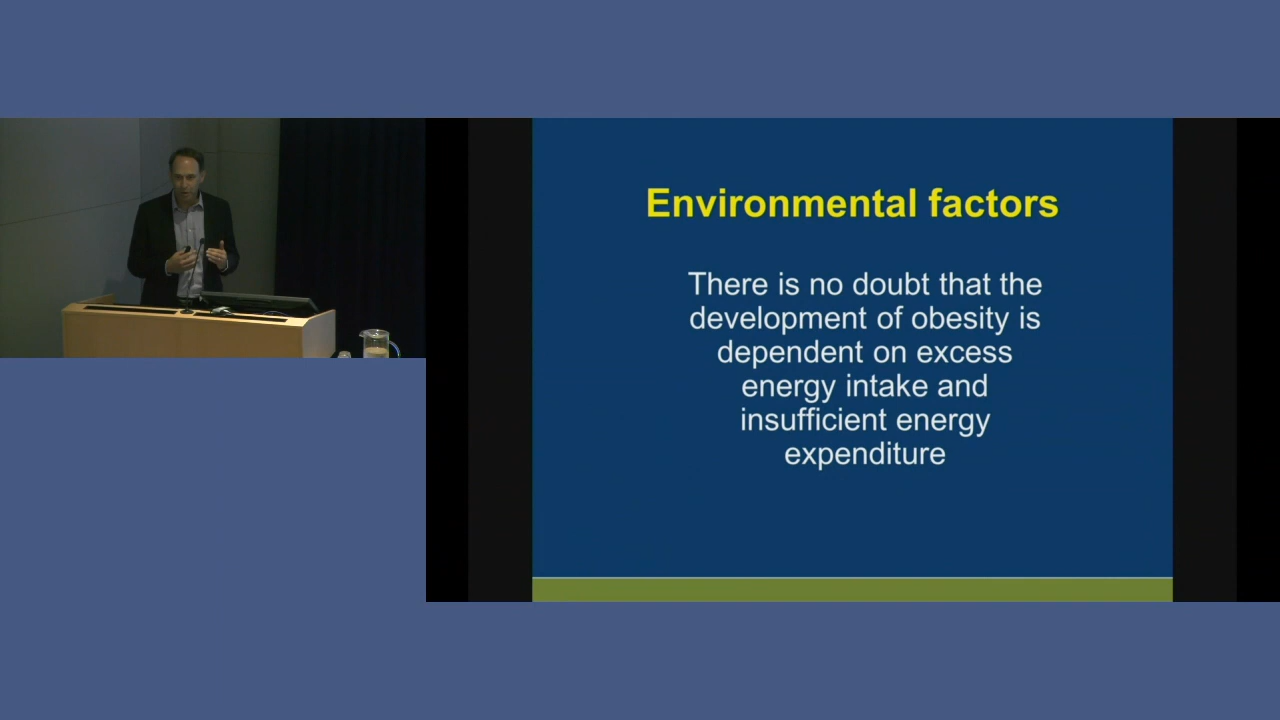 Environmental factors
There is no doubt that the
development of obesity is
dependent on excess
energy intake and
insufficient energy
expenditure